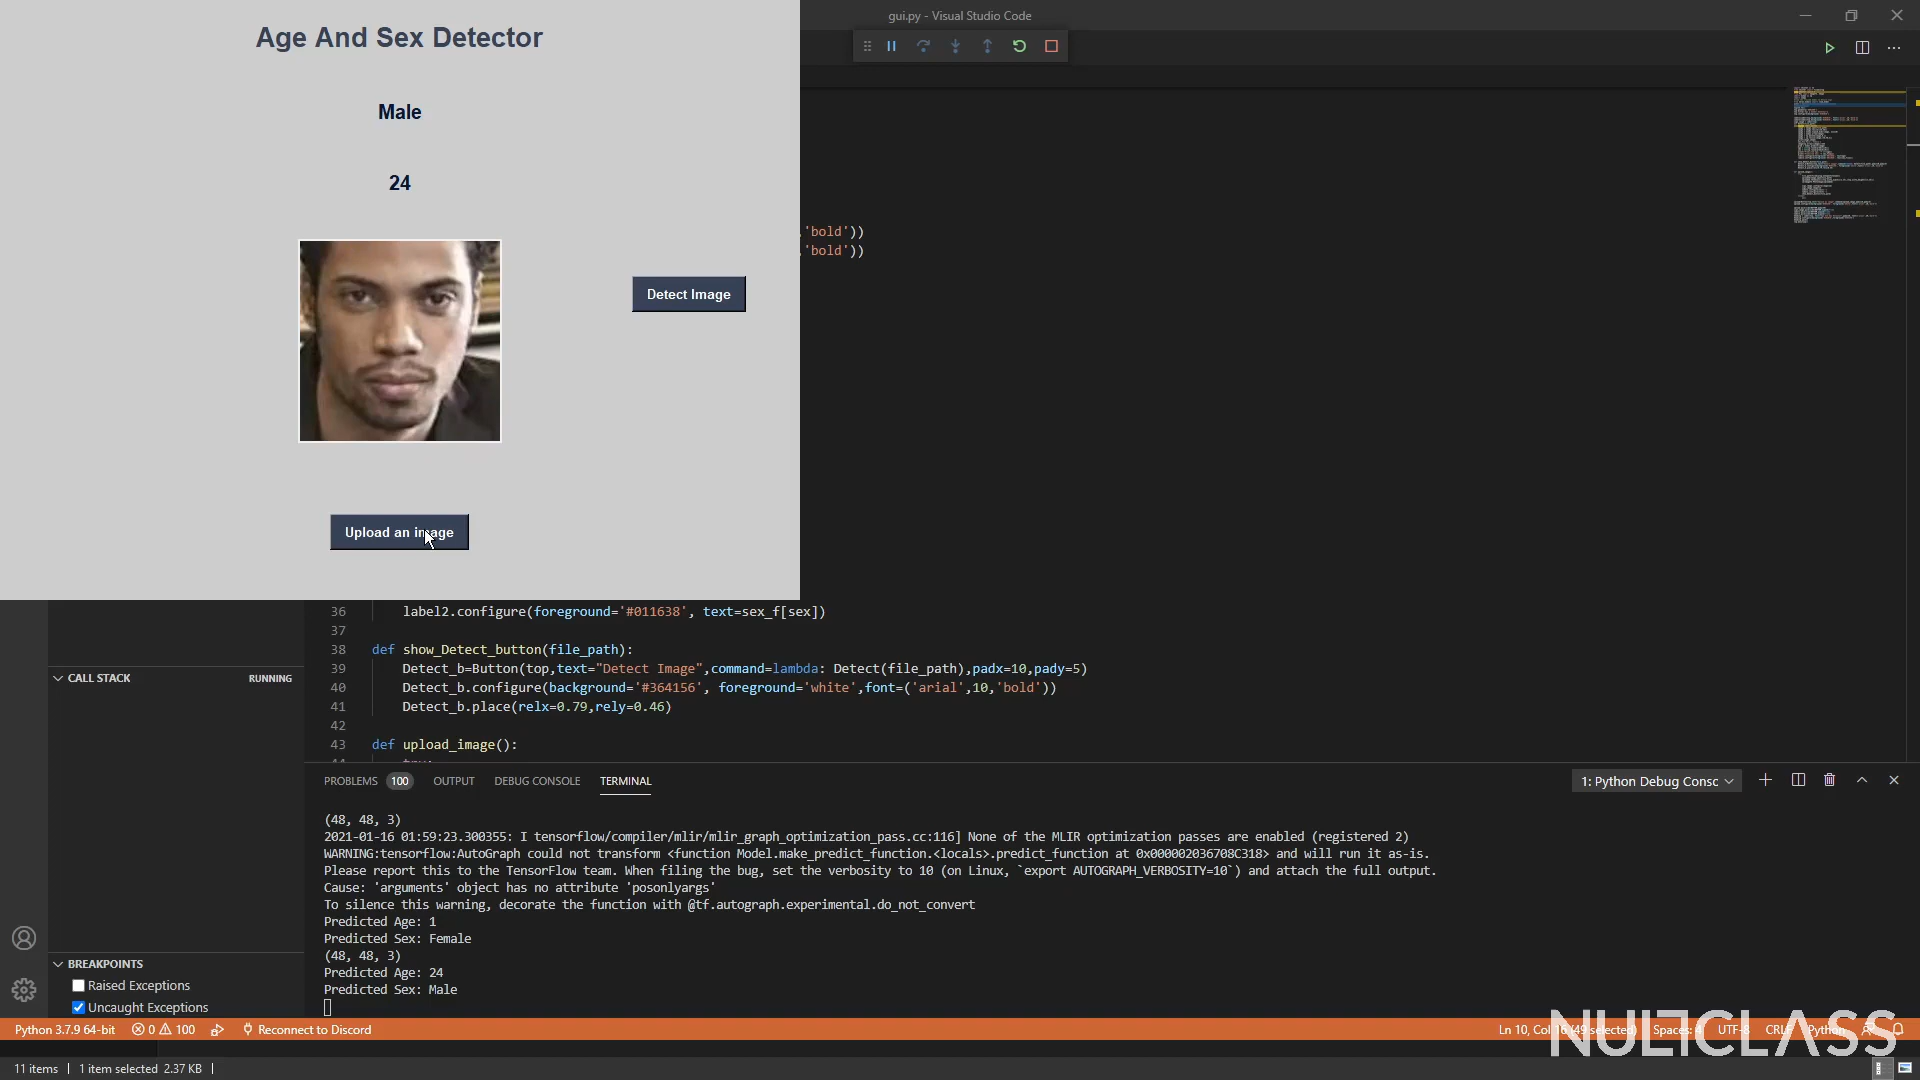 gui.py - Visual Studio Code
Age And Sex Detector
Male
24
'bold'))
'bold'))
Detect Image
Upload an image
36 label2.configure(foreground='#011638', text=sex_f[sex])
37
38 def show_Detect_button(file_path):
39 Detect_b=Button(top,text="Detect Image",command=lambda: Detect(file_path),padx=10,pady=5)
40 Detect_b.configure(background='#364156', foreground='white',font=('arial',10,'bold'))
41 Detect_b.place(relx=0.79,rely=0.46)
42
43 def upload_image():
CALL STACK RUNNING
PROBLEMS 100 OUTPUT DEBUG CONSOLE TERMINAL 1: Python Debug Consc
(48, 48, 3)
2021-01-16 01:59:23.300355: I tensorflow/compiler/mlir/mlir_graph_optimization_pass.cc:116] None of the MLIR optimization passes are enabled (registered 2)
WARNING:tensorflow:AutoGraph could not transform <function Model.make_predict_function.<locals>.predict_function at 0x000002036708C318> and will run it as-is.
Please report this to the TensorFlow team. When filing the bug, set the verbosity to 10 (on Linux, `export AUTOGRAPH_VERBOSITY=10`) and attach the full output.
Cause: 'arguments' object has no attribute 'posonlyargs'
To silence this warning, decorate the function with @tf.autograph.experimental.do_not_convert
Predicted Age: 1
Predicted Sex: Female
(48, 48, 3)
Predicted Age: 24
Predicted Sex: Male
BREAKPOINTS
Raised Exceptions
Uncaught Exceptions
Python 3.7.9 64-bit 0 100 Reconnect to Discord Ln 10, Col 16 (49 selected) Spaces: 4 UTF-8 CRLF Python
NULLCLASS
11 items 1 item selected 2.37 KB